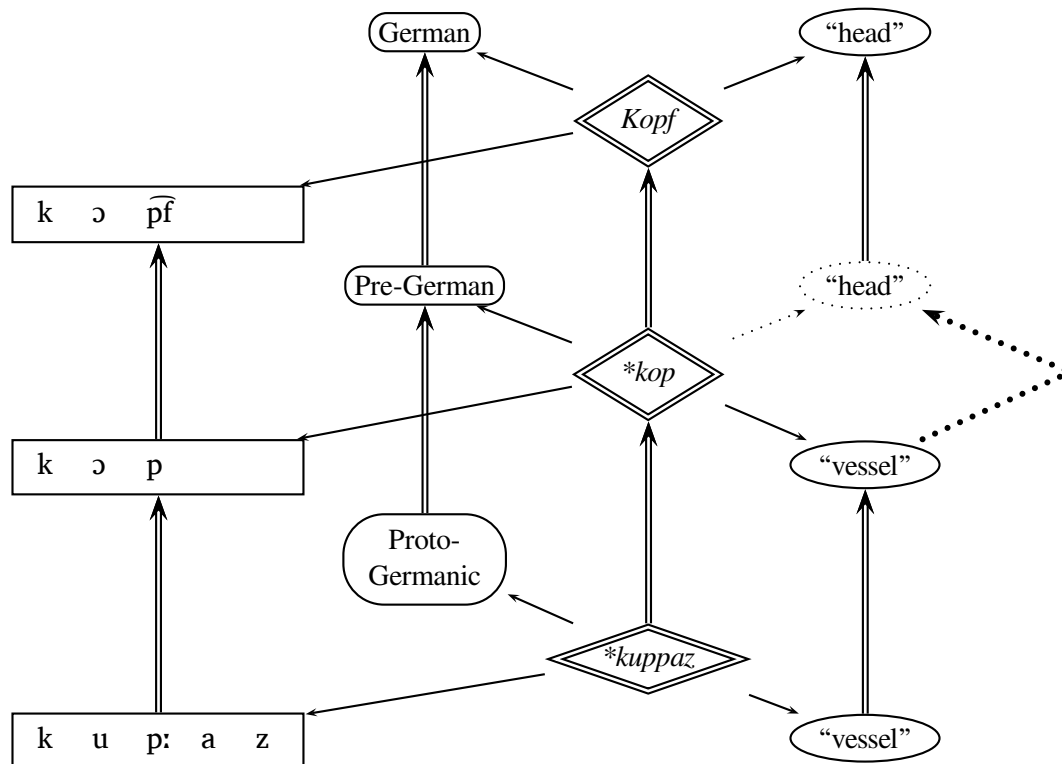 German
“head”
Kopf
k ɔ p͡f
Pre-German
“head”
*kop
k ɔ p
“vessel”
Proto-
Germanic
*kuppaz
k u pː a z
“vessel”